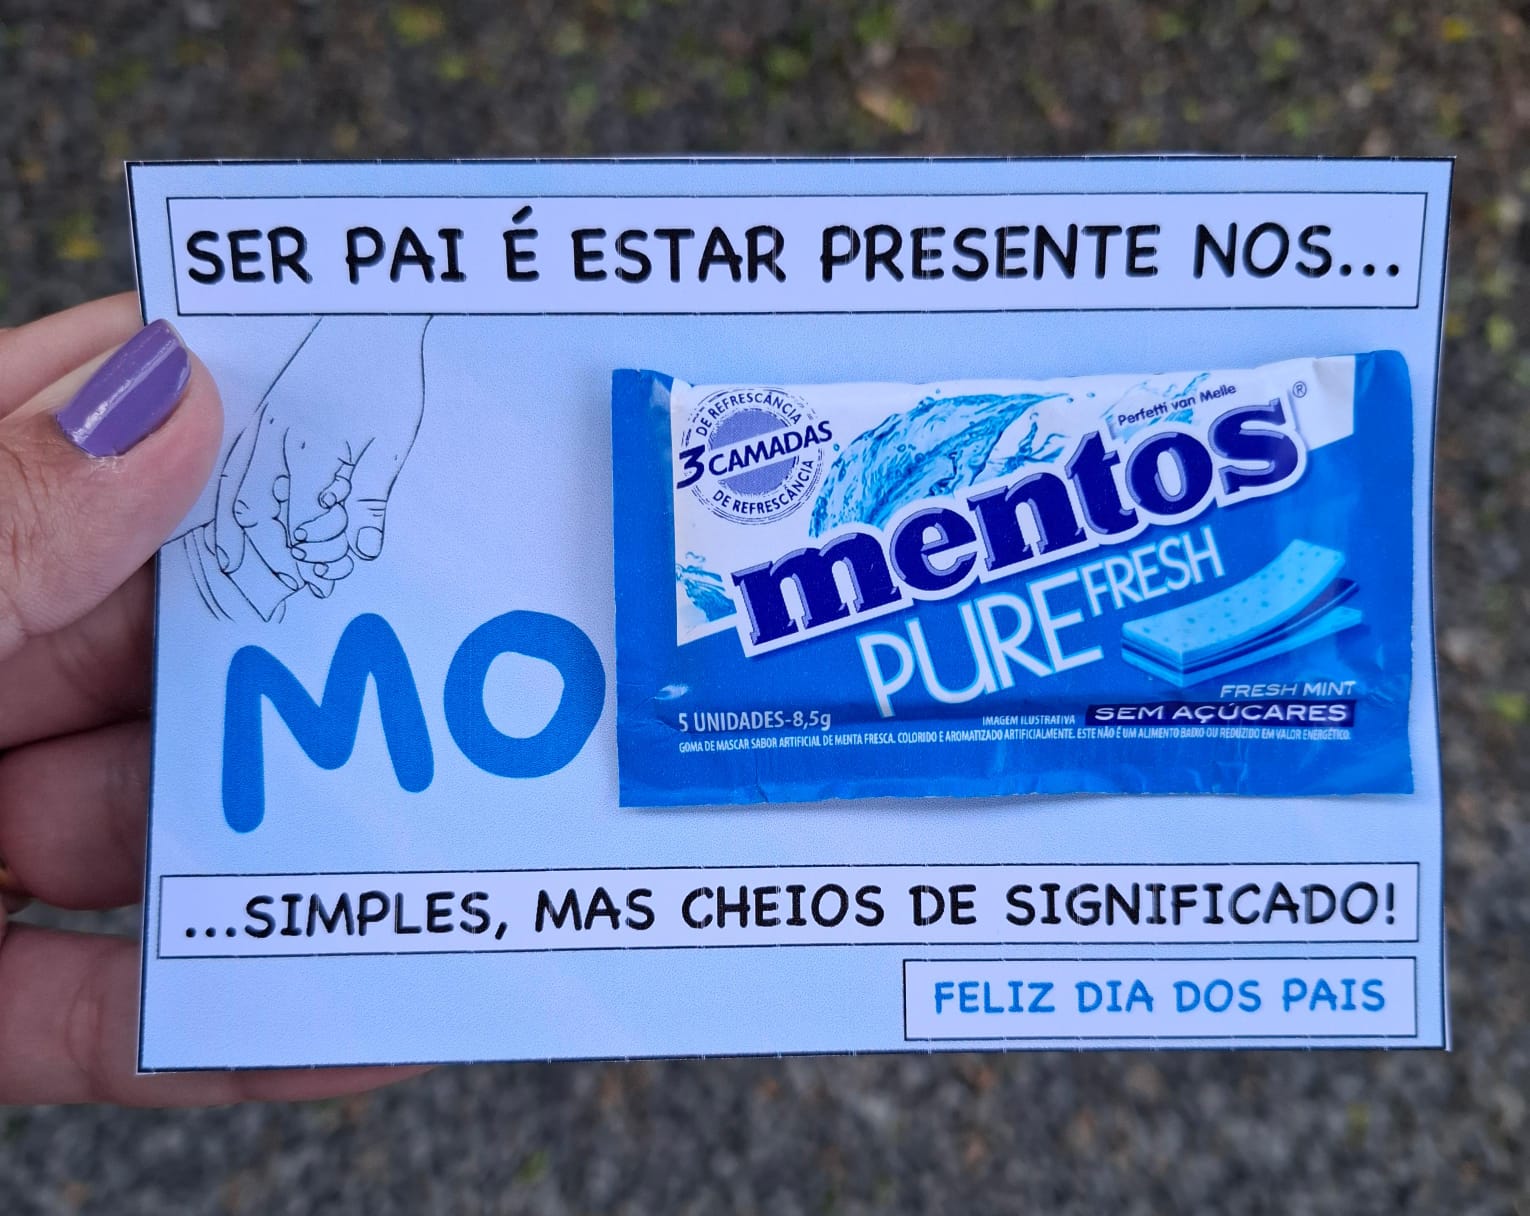 SER PAI É ESTAR PRESENTE NOS...
DE REFRESCÂNCIA
3 CAMADAS
DE REFRESCÂNCIA
Perfetti van Melle
®
MO
mentos
PURE FRESH
FRESH MINT
5 UNIDADES-8,5g
IMAGEM ILUSTRATIVA
SEM AÇÚCARES
GOMA DE MASCAR SABOR ARTIFICIAL DE MENTA FRESCA. COLORIDO E AROMATIZADO ARTIFICIALMENTE. ESTE NÃO É UM ALIMENTO BAIXO OU REDUZIDO EM VALOR ENERGÉTICO.
...SIMPLES, MAS CHEIOS DE SIGNIFICADO!
FELIZ DIA DOS PAIS